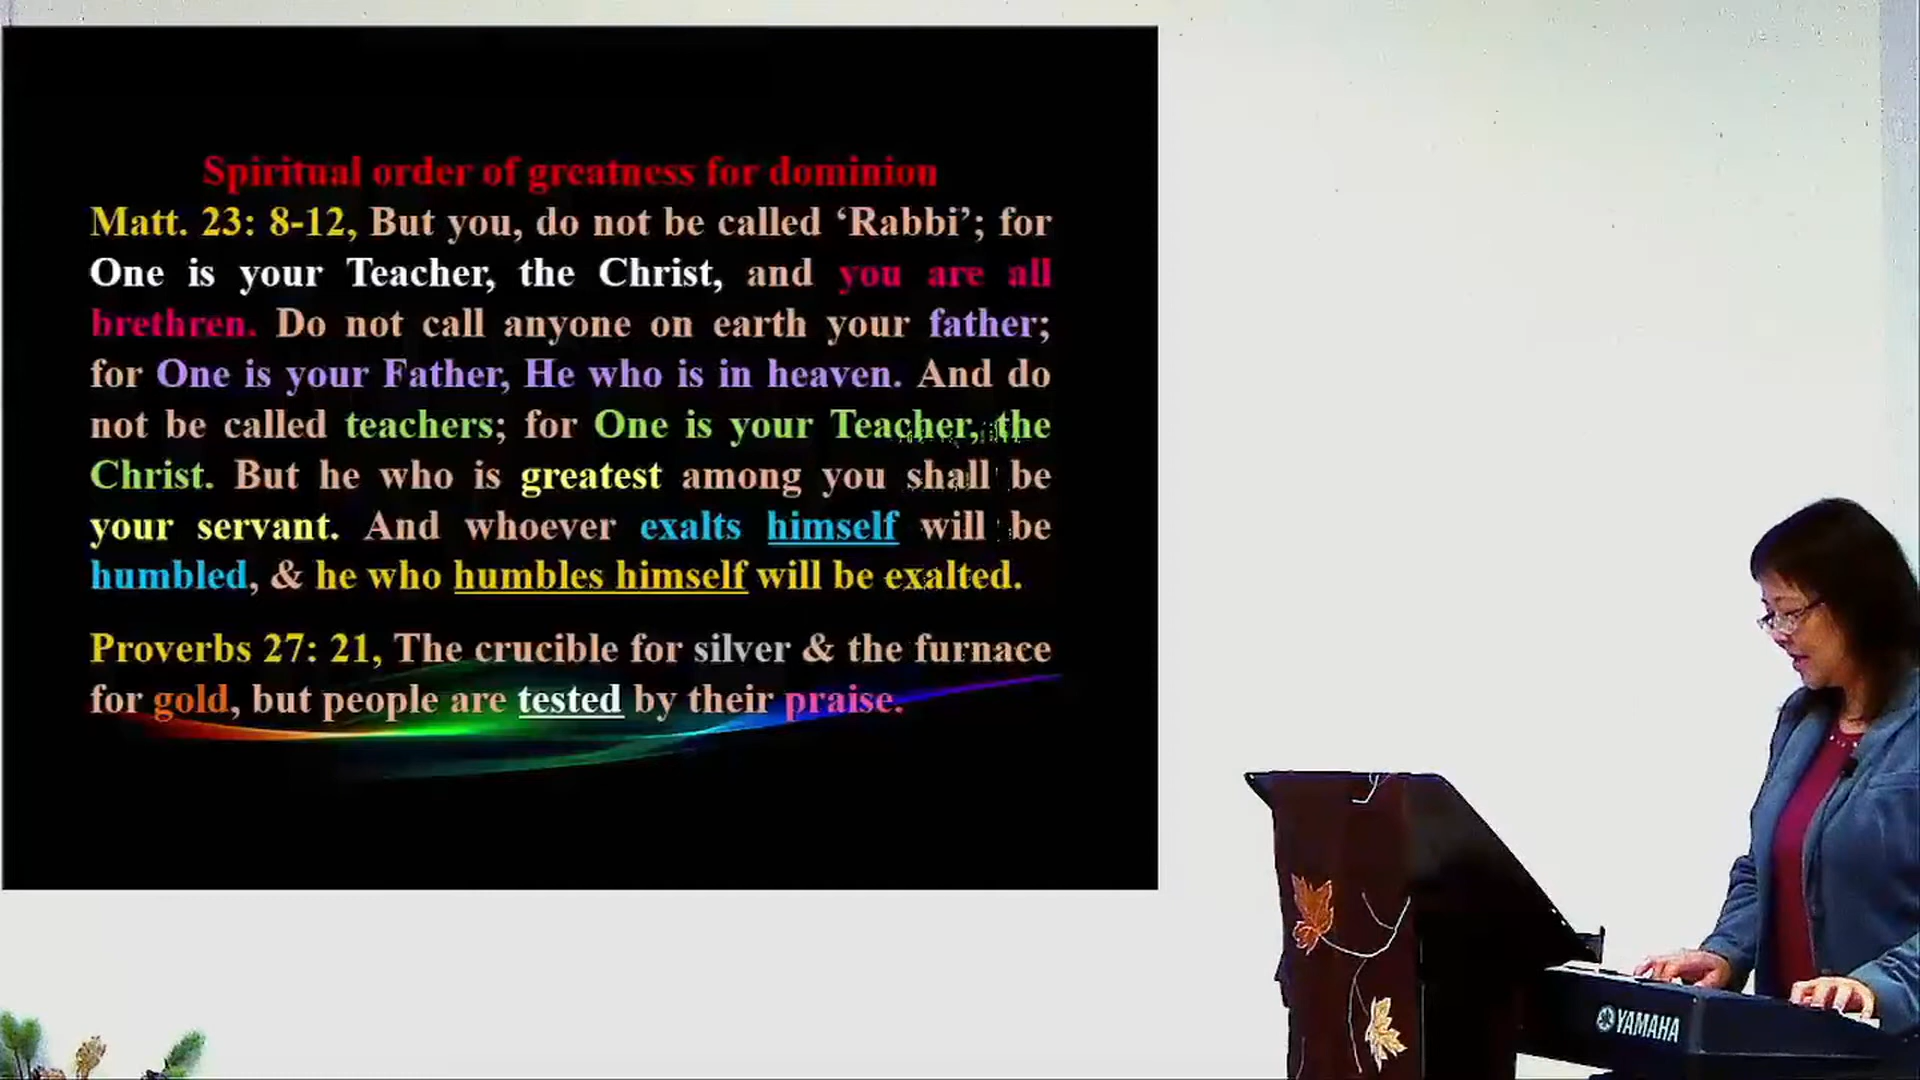 Spiritual order of greatness for dominion
Matt. 23: 8-12, But you, do not be called ‘Rabbi’; for
One is your Teacher, the Christ, and you are all
brethren. Do not call anyone on earth your father;
for One is your Father, He who is in heaven. And do
not be called teachers; for One is your Teacher, the
Christ. But he who is greatest among you shall be
your servant. And whoever exalts himself will be
humbled, & he who humbles himself will be exalted.
Proverbs 27: 21, The crucible for silver & the furnace
for gold, but people are tested by their praise.
YAMAHA